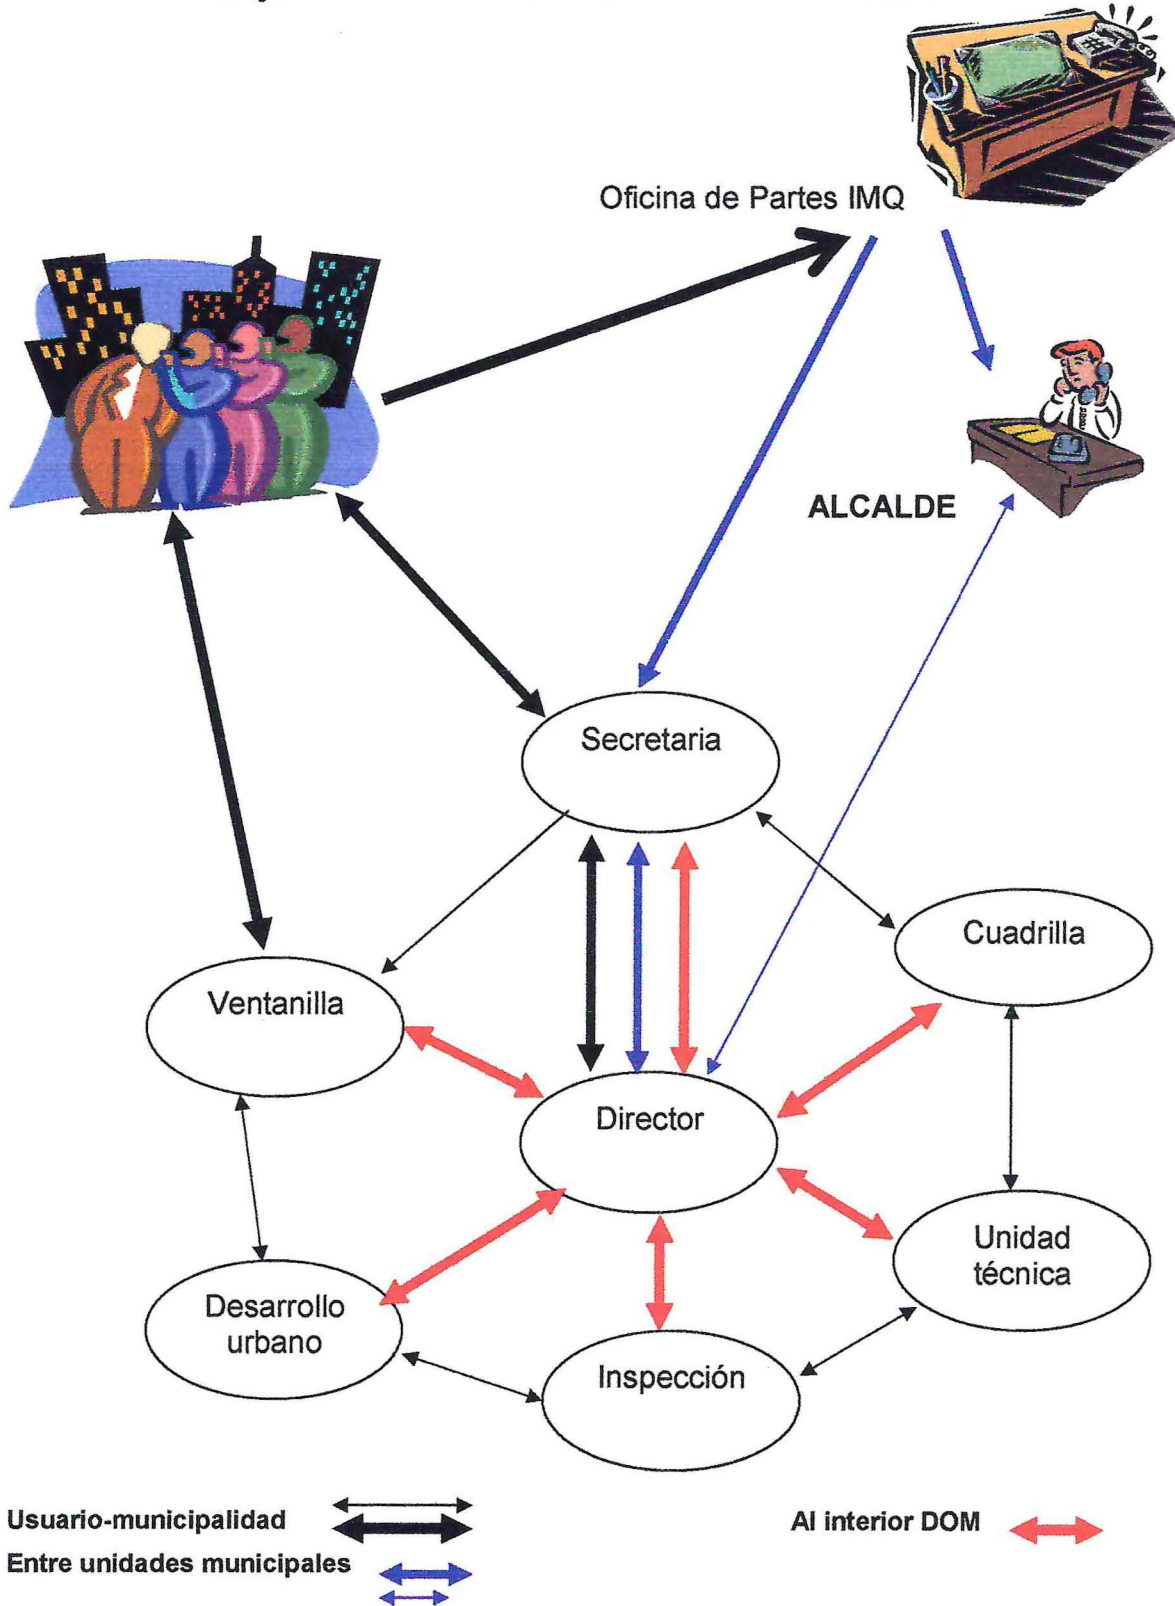 Oficina de Partes IMQ
ALCALDE
Secretaria
Cuadrilla
Ventanilla
Director
Unidad
técnica
Desarrollo
urbano
Inspección
Usuario-municipalidad
Al interior DOM
Entre unidades municipales